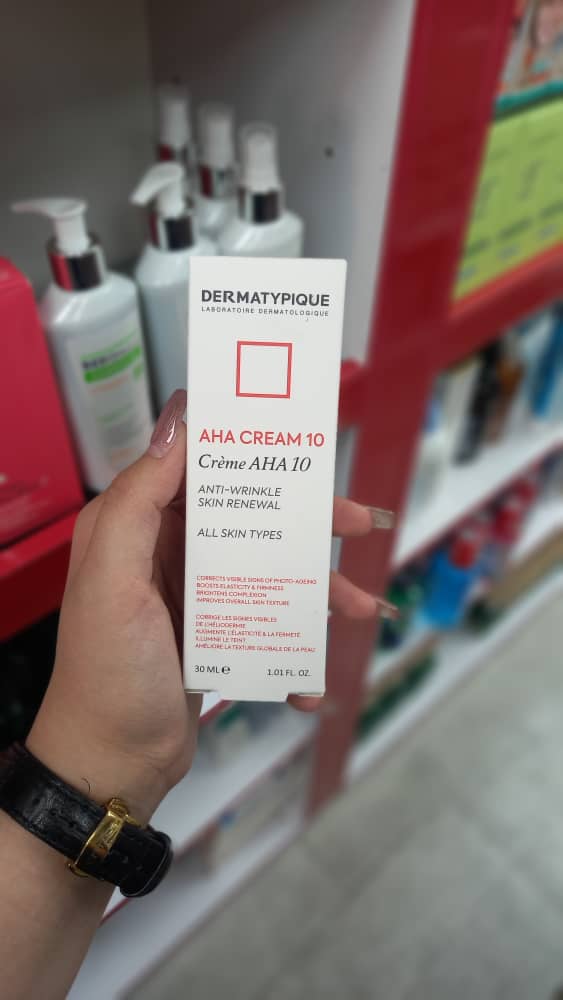 DERMATYPIQUE
LABORATOIRE DERMATOLOGIQUE
AHA CREAM 10
Crème AHA 10
ANTI-WRINKLE
SKIN RENEWAL
ALL SKIN TYPES
CORRECTS VISIBLE SIGNS OF PHOTO-AGEING
BOOSTS ELASTICITY & FIRMNESS
BRIGHTENS COMPLEXION
IMPROVES OVERALL SKIN TEXTURE
CORRIGE LES SIGNES VISIBLES
DE L'HÉLIODERMIE
AUGMENTE L'ÉLASTICITÉ & LA FERMETÉ
ILLUMINE LE TEINT
AMÉLIORE LA TEXTURE GLOBALE DE LA PEAU
30 ML℮ 1.01 FL. OZ.